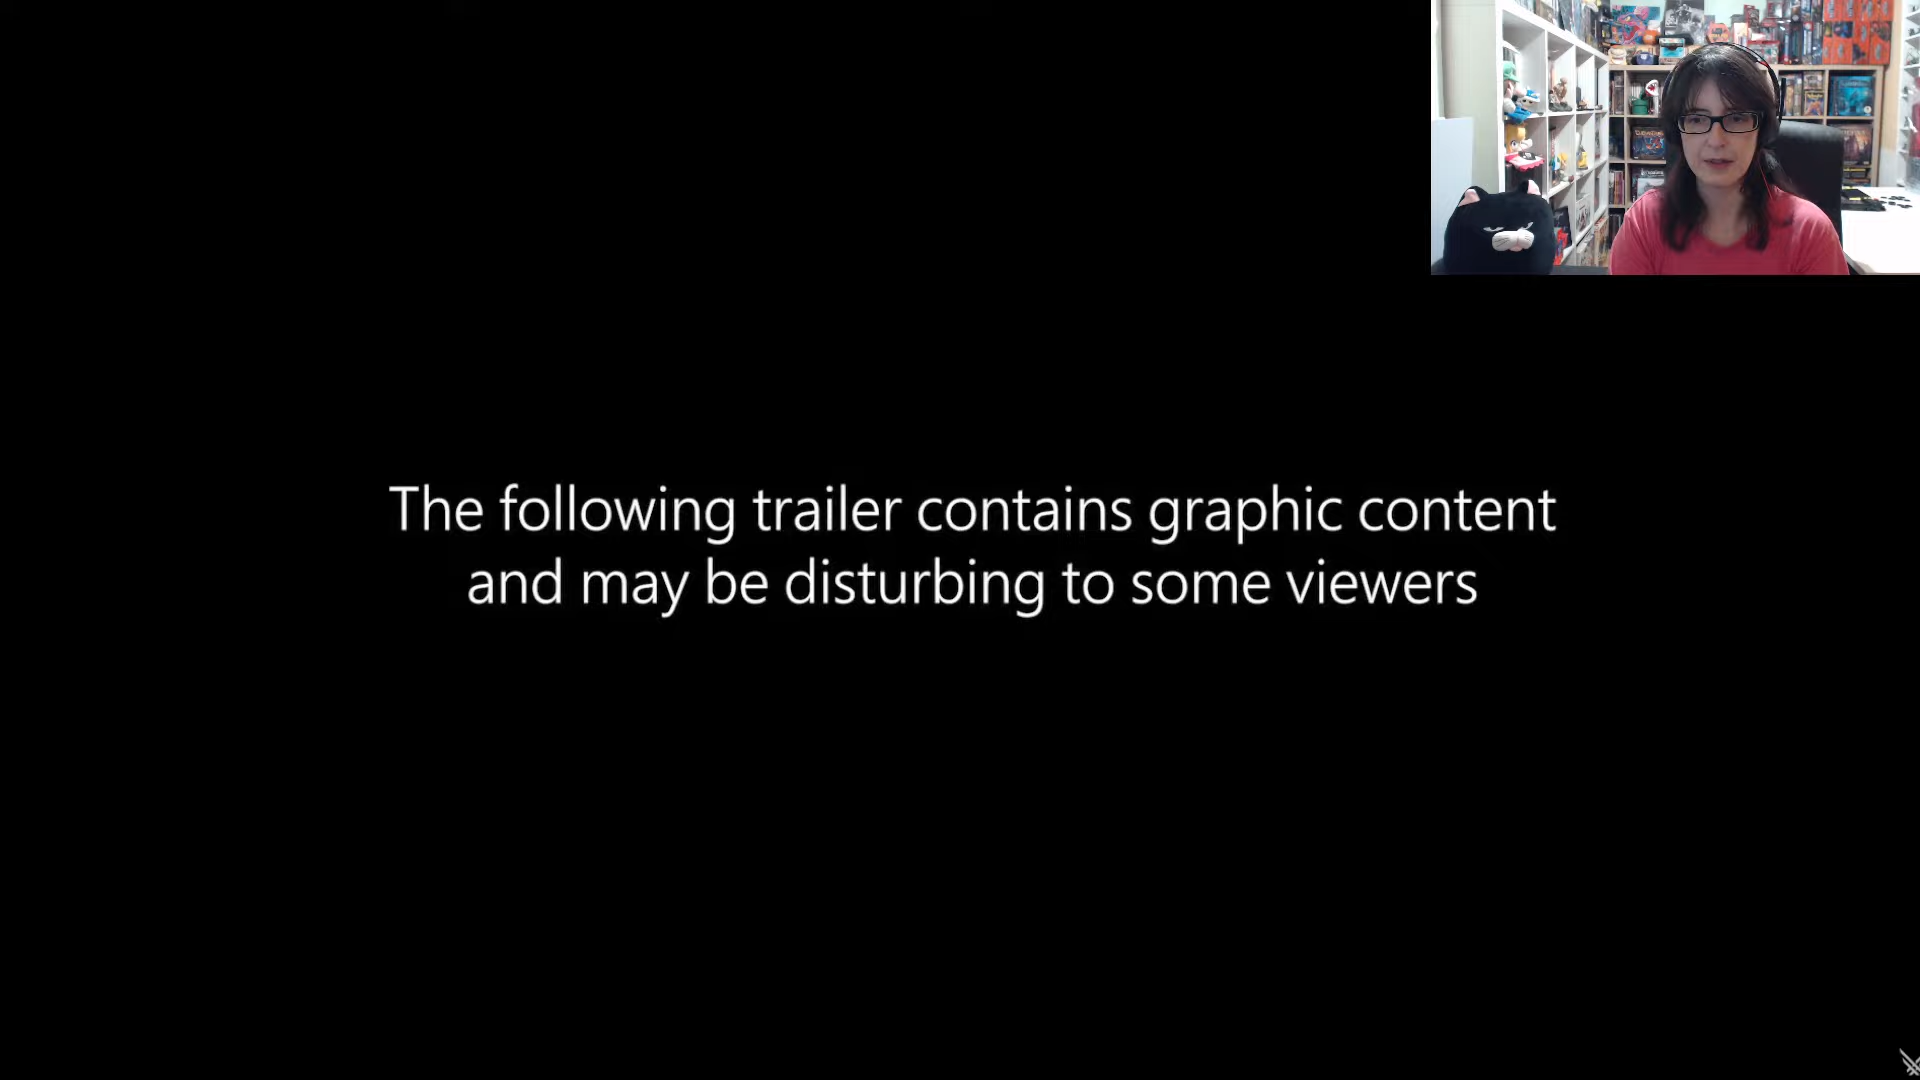 The following trailer contains graphic content
and may be disturbing to some viewers